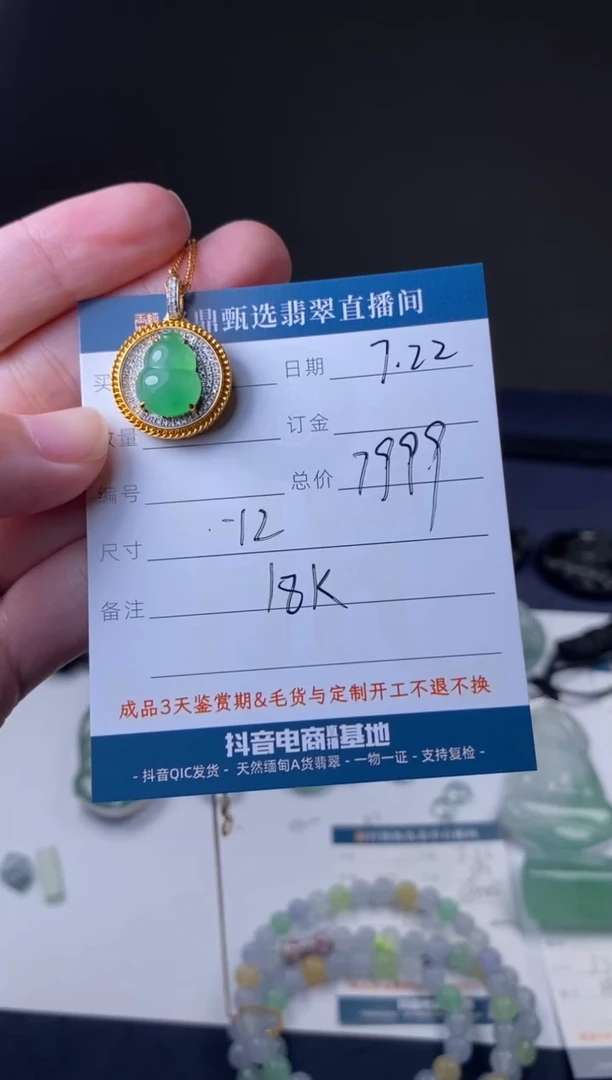 鼎甄选翡翠直播间
买
日期 7.22
数量
订金
编号
总价 7999
尺寸 -12
备注 18K
成品3天鉴赏期&毛货与定制开工不退不换
抖音电商直播基地
- 抖音QIC发货 - 天然缅甸A货翡翠 - 一物一证 - 支持复检 -